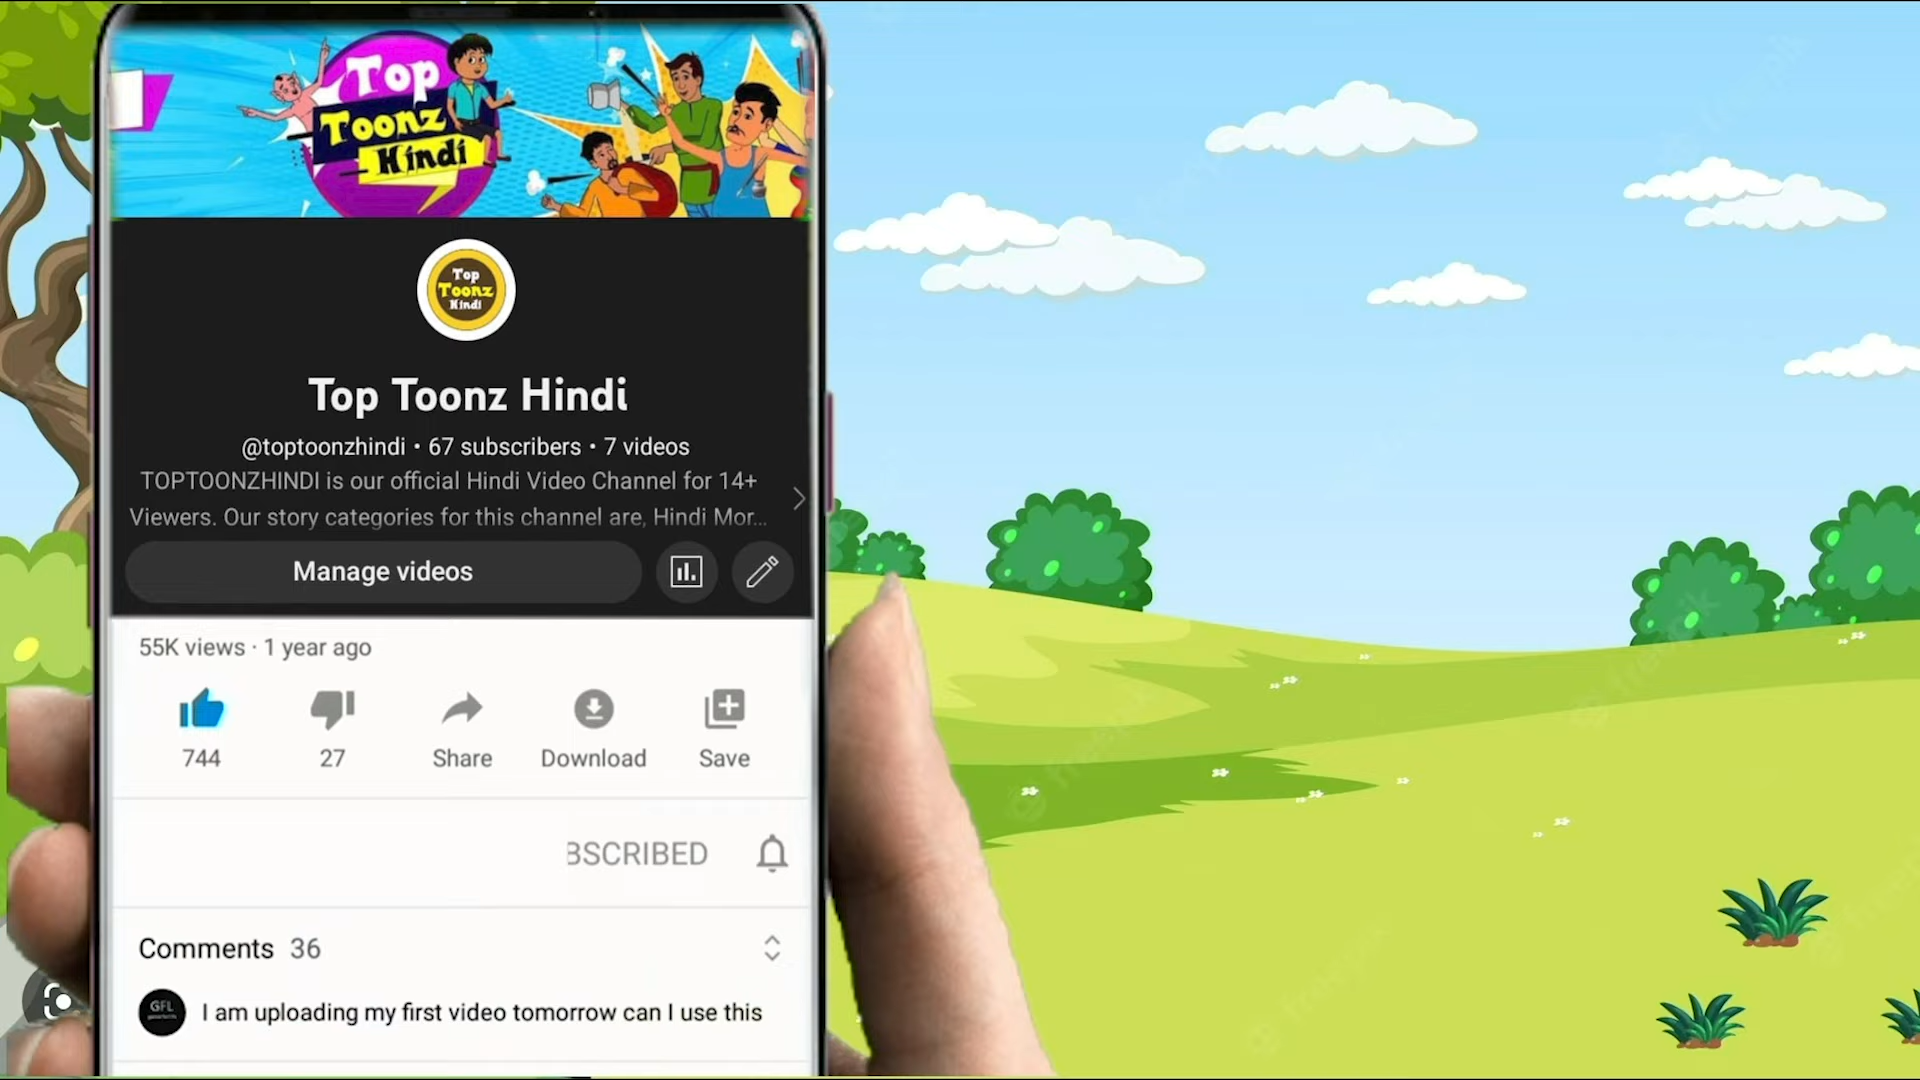 Top
Toonz
Hindi
Top
Toonz
Hindi
Top Toonz Hindi
@toptoonzhindi • 67 subscribers • 7 videos
TOPTOONZHINDI is our official Hindi Video Channel for 14+
Viewers. Our story categories for this channel are, Hindi Mor...
Manage videos
55K views · 1 year ago
744
27
Share
Download
Save
BSCRIBED
Comments 36
GFL
I am uploading my first video tomorrow can I use this